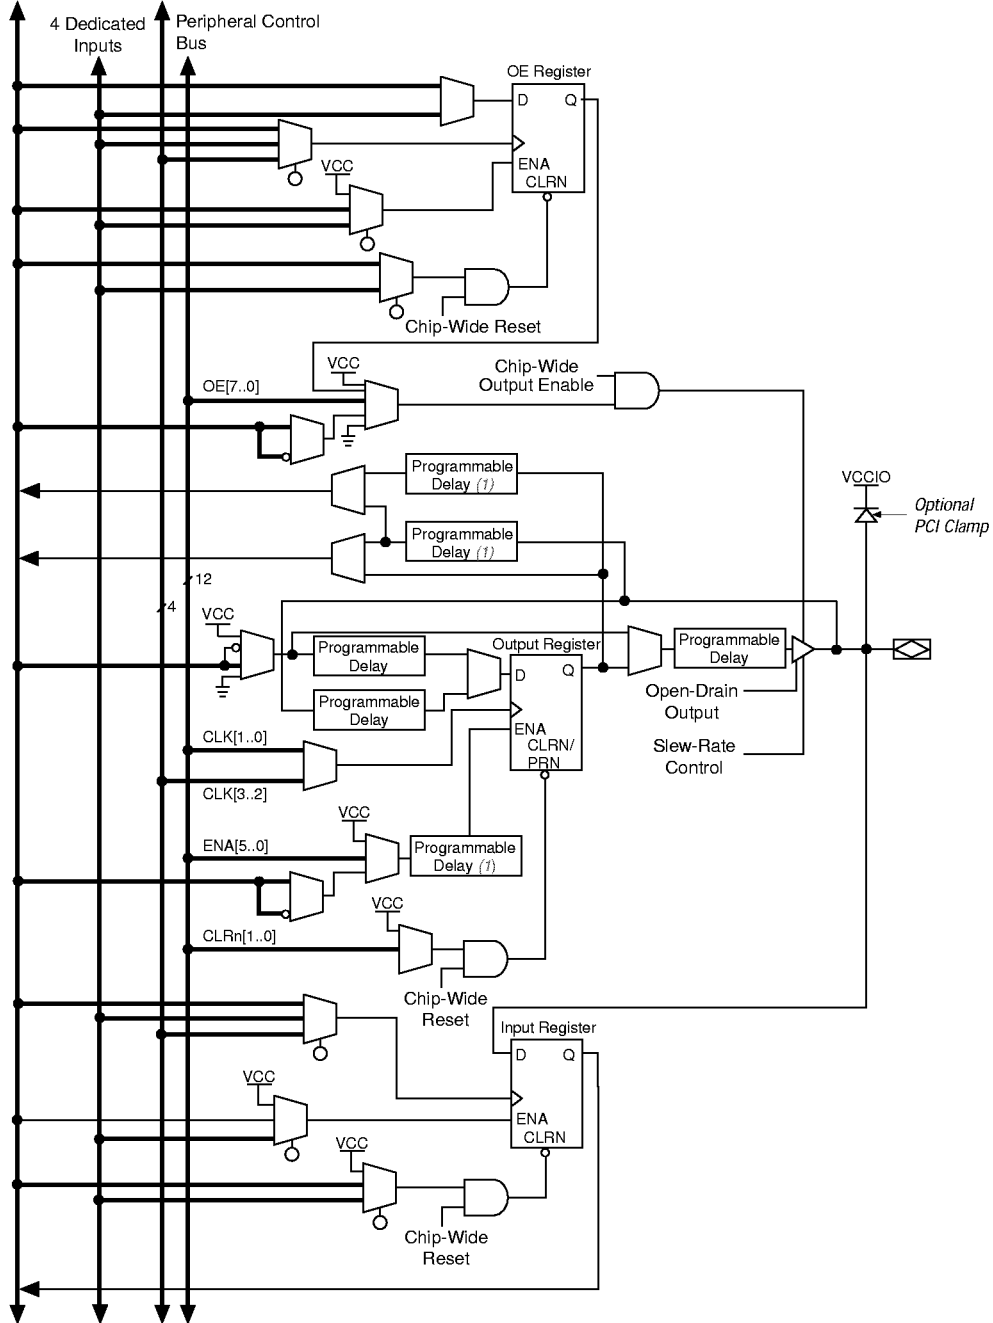 4 Dedicated
Inputs
Peripheral Control
Bus
OE Register
D
Q
ENA
CLRN
VCC
Chip-Wide Reset
VCC
Chip-Wide
Output Enable
OE[7..0]
Programmable
Delay (1)
VCCIO
Optional
PCI Clamp
Programmable
Delay (1)
12
4
VCC
Output Register
Programmable
Delay
D
Q
Programmable
Delay
Programmable
Delay
Open-Drain
Output
ENA
CLRN/
PRN
CLK[1..0]
Slew-Rate
Control
CLK[3..2]
VCC
ENA[5..0]
Programmable
Delay (1)
VCC
CLRn[1..0]
Chip-Wide
Reset
Input Register
D
Q
VCC
ENA
CLRN
VCC
Chip-Wide
Reset